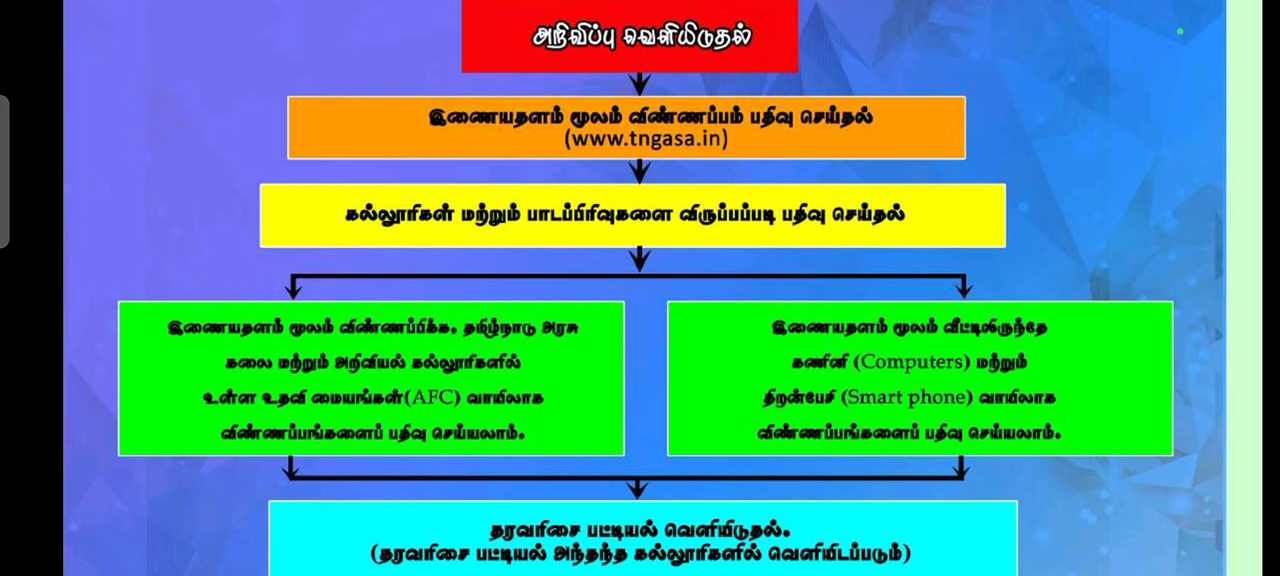 அறிவிப்பு வெளியிடுதல்
இணையதளம் மூலம் விண்ணப்பம் பதிவு செய்தல்
(www.tngasa.in)
கல்லூரிகள் மற்றும் பாடப்பிரிவுகளை விருப்பப்படி பதிவு செய்தல்
இணையதளம் மூலம் விண்ணப்பிக்க, தமிழ்நாடு அரசு
கலை மற்றும் அறிவியல் கல்லூரிகளில்
உள்ள உதவி மையங்கள்(AFC) வாயிலாக
விண்ணப்பங்களைப் பதிவு செய்யலாம்.
இணையதளம் மூலம் வீட்டிலிருந்தே
கணினி (Computers) மற்றும்
திறன்பேசி (Smart phone) வாயிலாக
விண்ணப்பங்களைப் பதிவு செய்யலாம்.
தரவரிசை பட்டியல் வெளியிடுதல்.
(தரவரிசை பட்டியல் அந்தந்த கல்லூரிகளில் வெளியிடப்படும்)